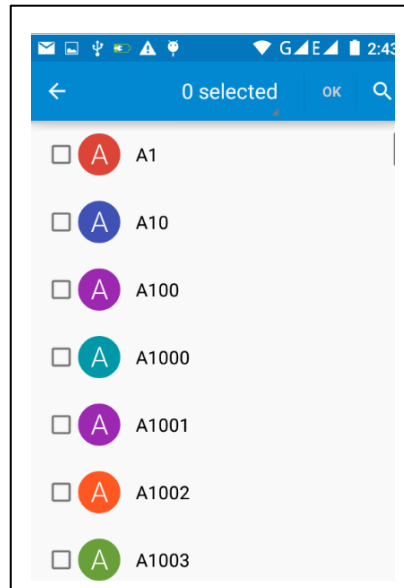 G E 2:43
0 selected OK
A A1
A A10
A A100
A A1000
A A1001
A A1002
A A1003